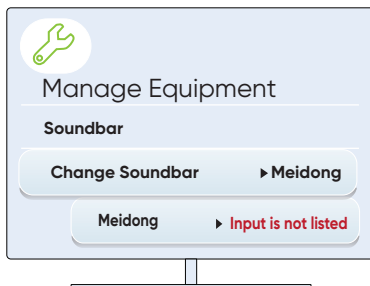 Manage Equipment
Soundbar
Change Soundbar ▸ Meidong
Meidong ▸ Input is not listed